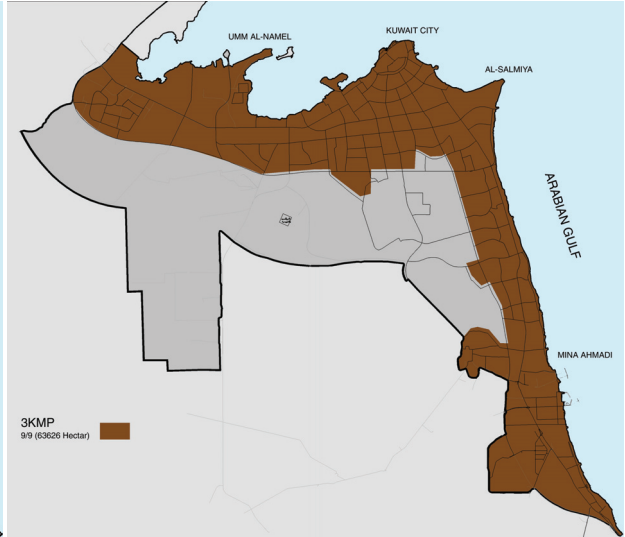 UMM AL-NAMEL
KUWAIT CITY
AL-SALMIYA
ARABIAN GULF
MINA AHMADI
3KMP
9/9 (63626 Hectar)